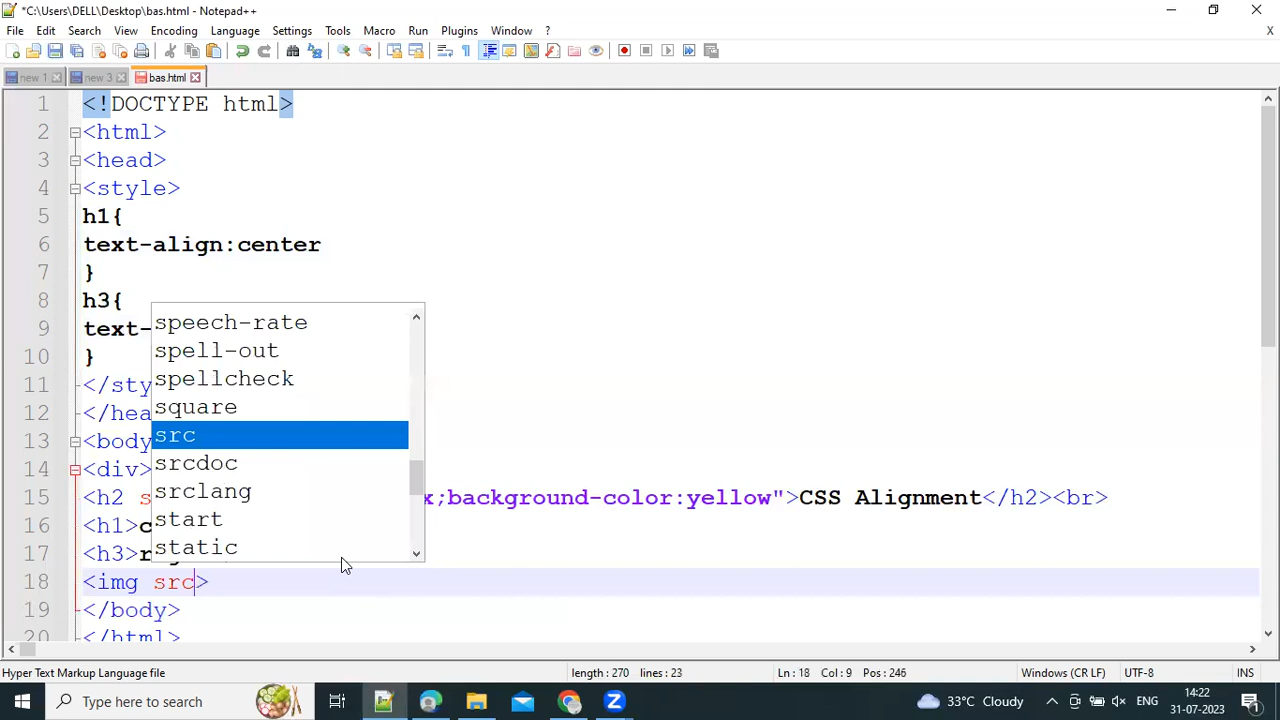 *C:\Users\DELL\Desktop\bas.html - Notepad++
File Edit Search View Encoding Language Settings Tools Macro Run Plugins Window ? X
new 1 new 3 bas.html
1 <!DOCTYPE html>
2 <html>
3 <head>
4 <style>
5 h1{
6 text-align:center
7 }
8 h3{
speech-rate
9 text-
spell-out
10 }
spellcheck
11 </sty
square
12 </hea
src
13 <body
srcdoc
14 <div>
srclang
15 <h2 s x;background-color:yellow">CSS Alignment</h2><br>
start
16 <h1>c
static
17 <h3>
18 <img src>
19 </body>
20 </html>
Hyper Text Markup Language file length : 270 lines : 23 Ln : 18 Col : 9 Pos : 246 Windows (CR LF) UTF-8 INS
Type here to search 33°C Cloudy ENG 14:22
31-07-2023 1